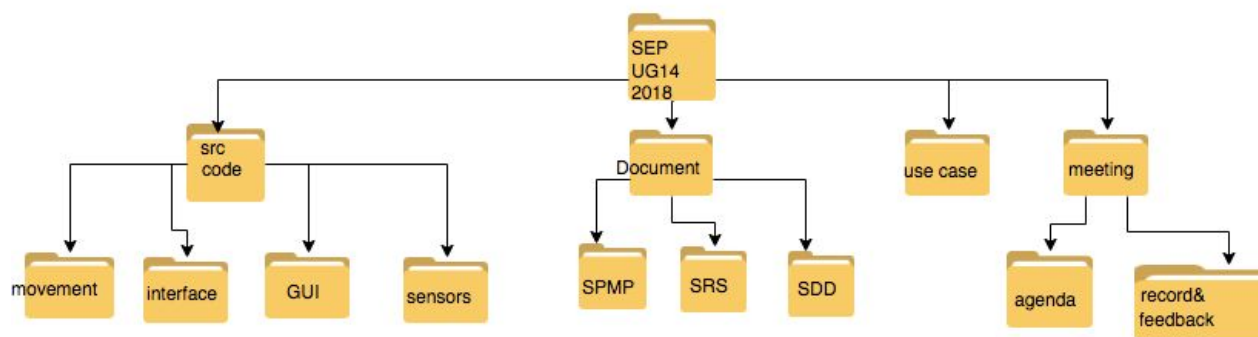 SEP
UG14
2018
src
code
Document
use case
meeting
movement
interface
GUI
sensors
SPMP
SRS
SDD
agenda
record&
feedback